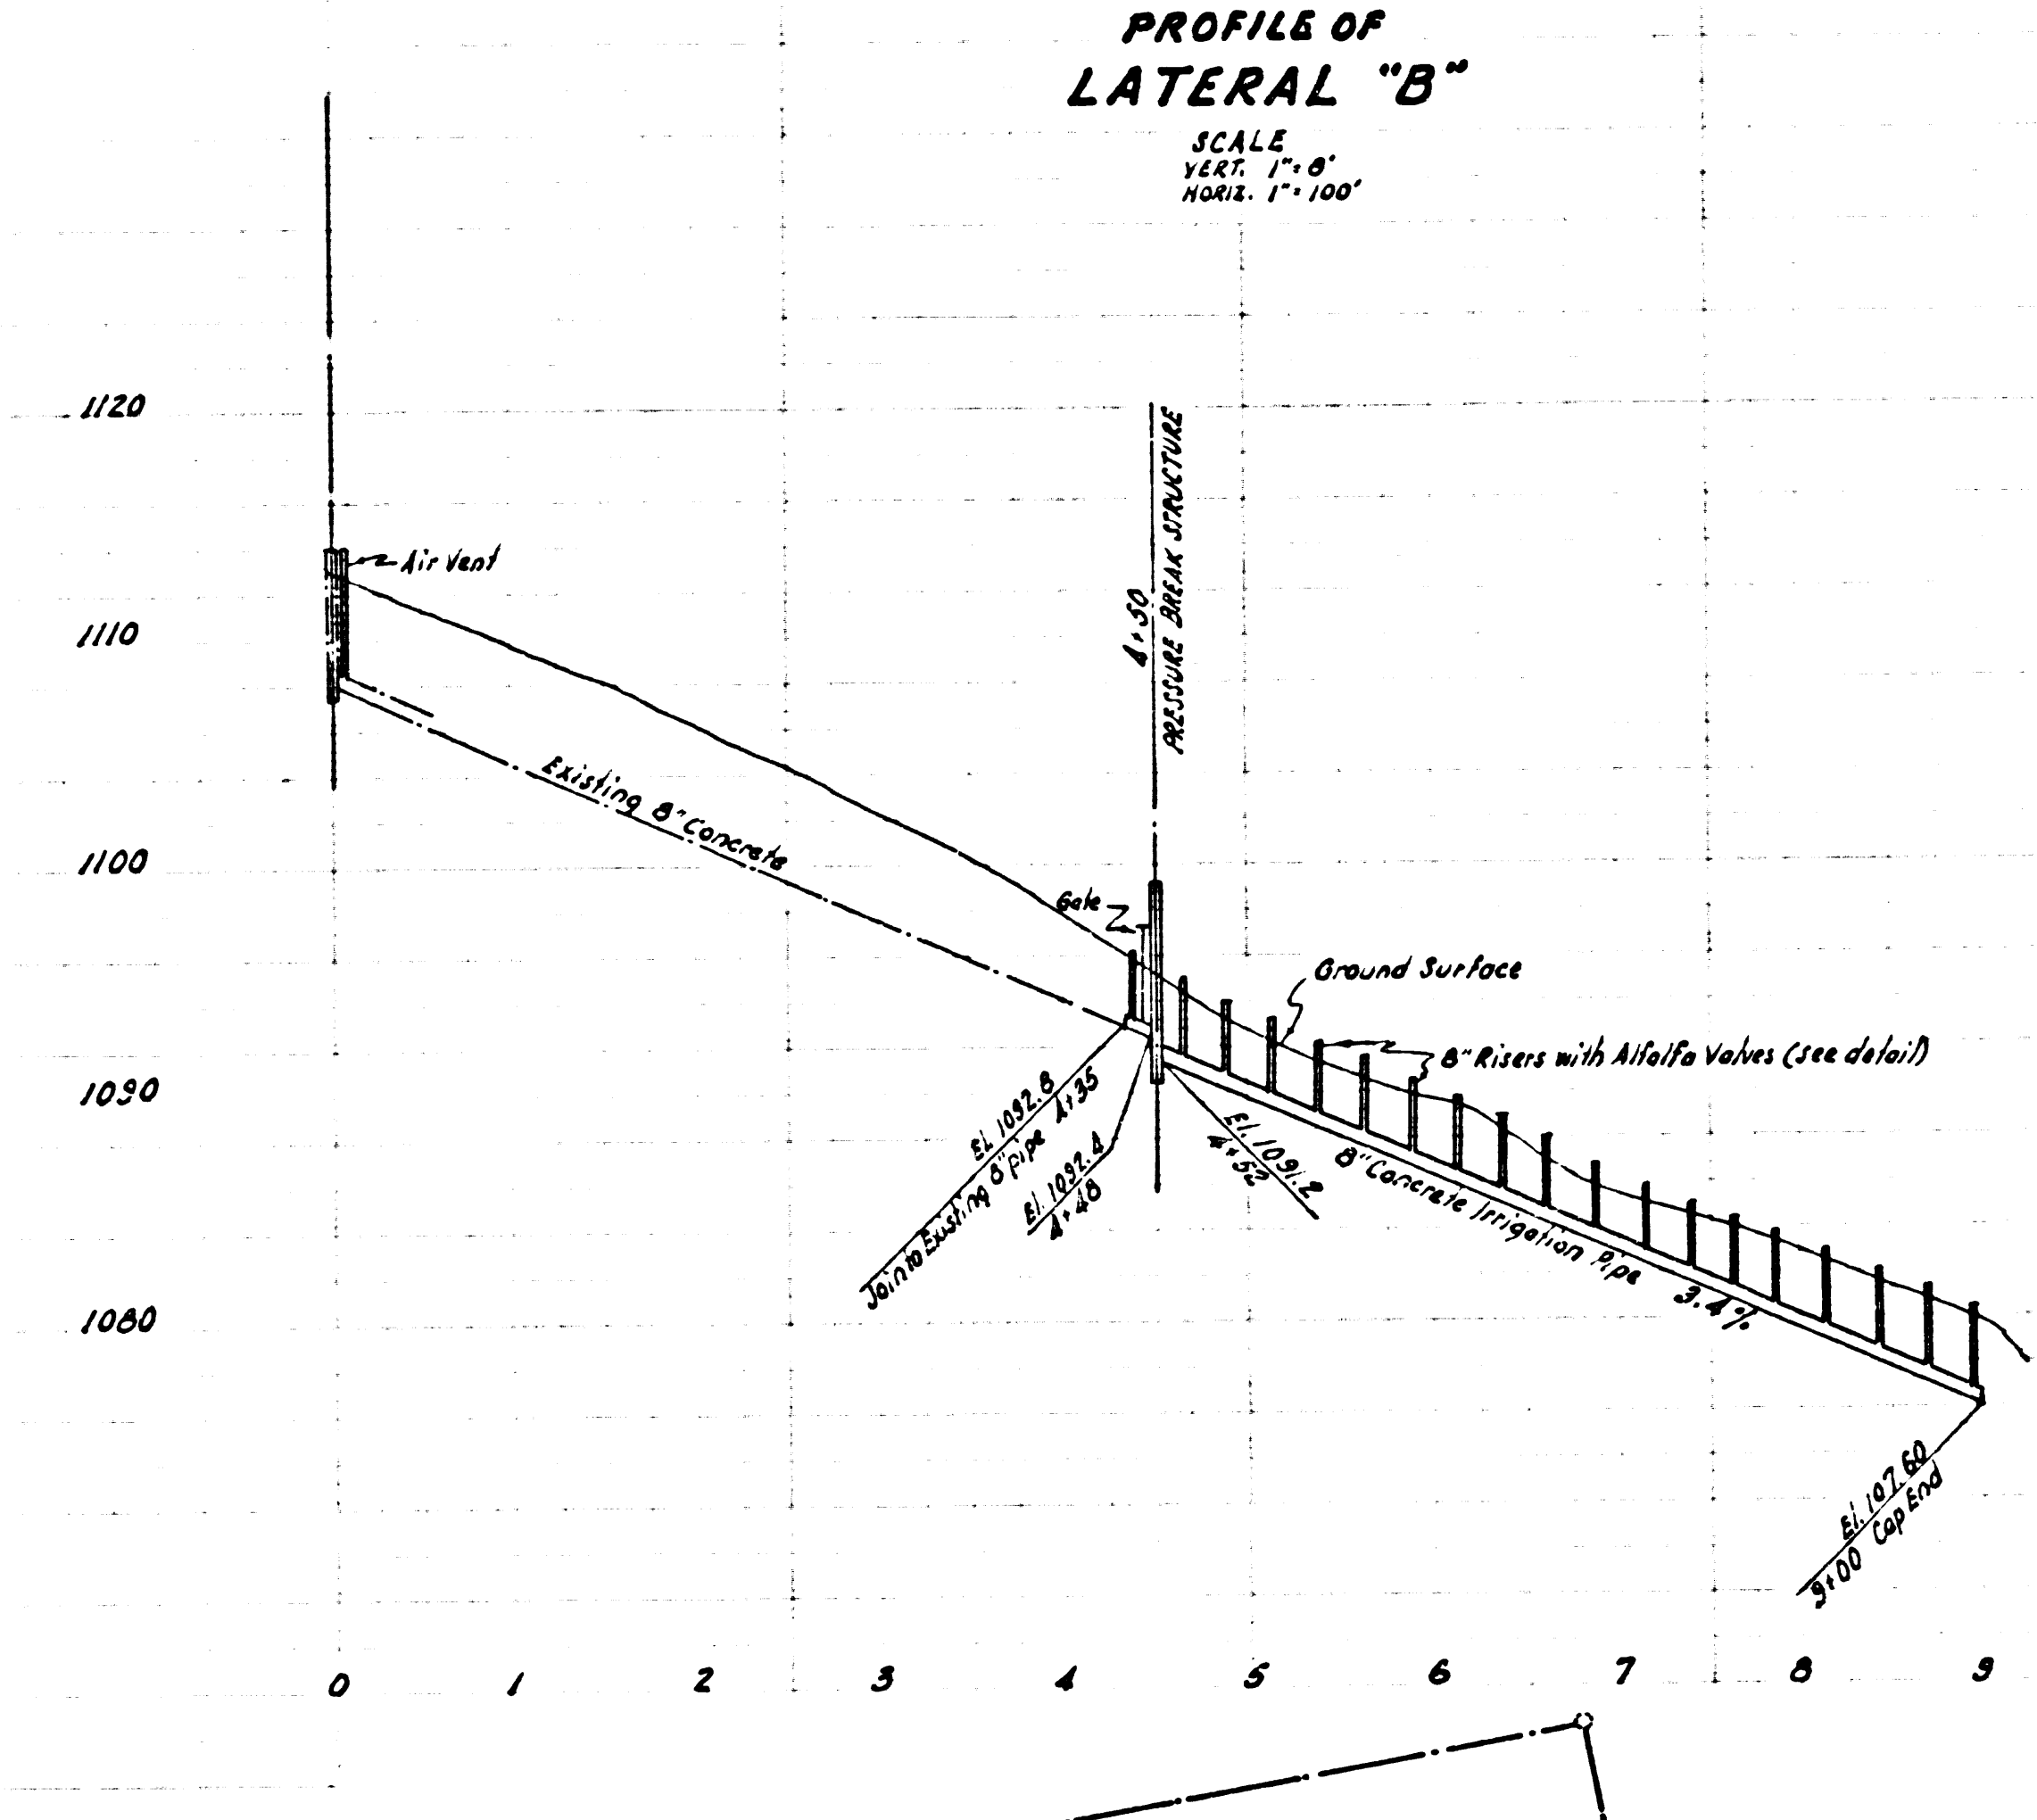 PROFILE OF
LATERAL "B"
SCALE
VERT. 1"=8'
HORIZ. 1"=100'
1120
1110
1100
1090
1080
Air Vent
Existing 8" Concrete
4+50
PRESSURE BREAK STRUCTURE
Gate
Ground Surface
8" Risers with Alfalfa Valves (see detail)
El. 1092.8
Join to Existing 8" Pipe 4+35
El. 1092.4
4+48
El. 1091.2
4+52
8" Concrete Irrigation Pipe 3.4%
El. 107.60
9+00 Cap End
0 1 2 3 4 5 6 7 8 9